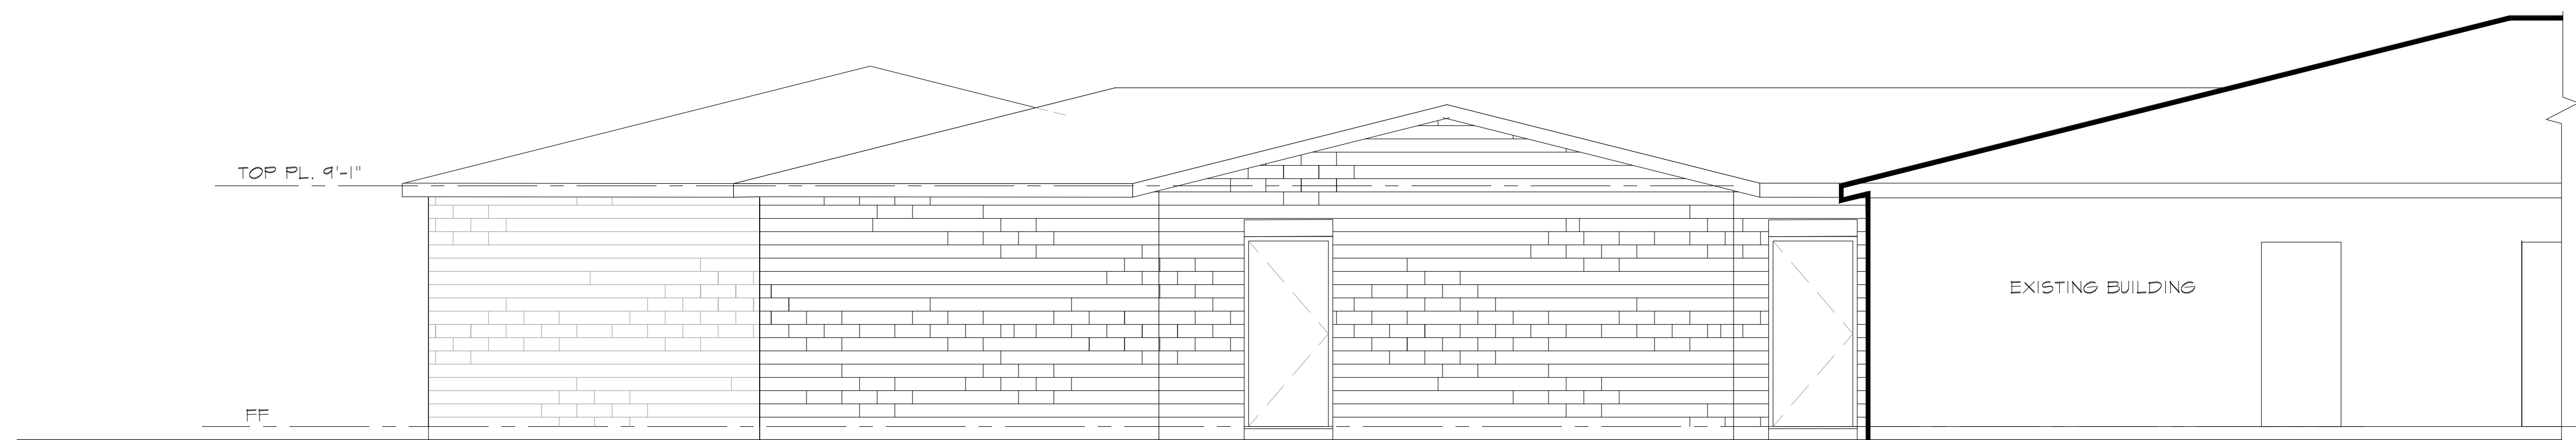 TOP PL. 9'-1"
EXISTING BUILDING
FF